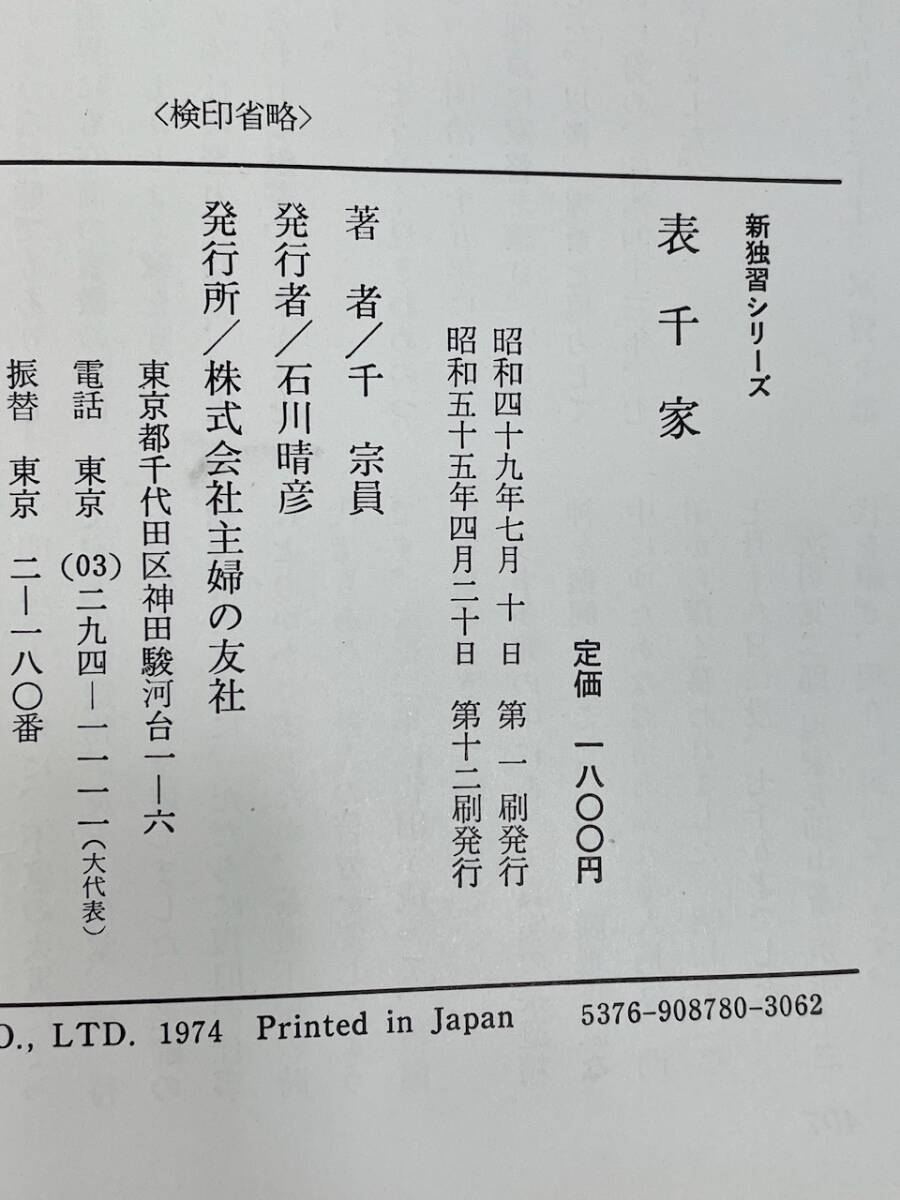 〈検印省略〉
新独習シリーズ
表千家
定価 一八〇〇円
昭和四十九年七月 十 日 第 一 刷発行
昭和五十五年四月二十日 第十二刷発行
著 者／千 宗員
発行者／石川晴彦
発行所／株式会社主婦の友社
東京都千代田区神田駿河台一—六
電話 東京 (03)二九四—一一一一(大代表)
振替 東京 二—一八〇番
O., LTD. 1974 Printed in Japan 5376-908780-3062